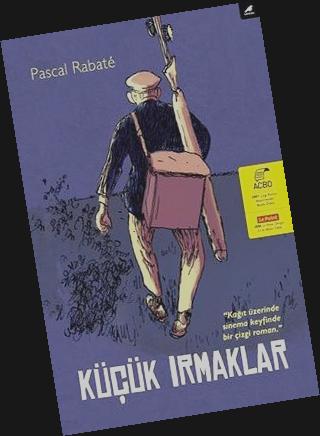 Pascal Rabaté
ACBD
Le Point
“Kağıt üzerinde
sinema keyfinde
bir çizgi roman.”
KÜÇÜK IRMAKLAR